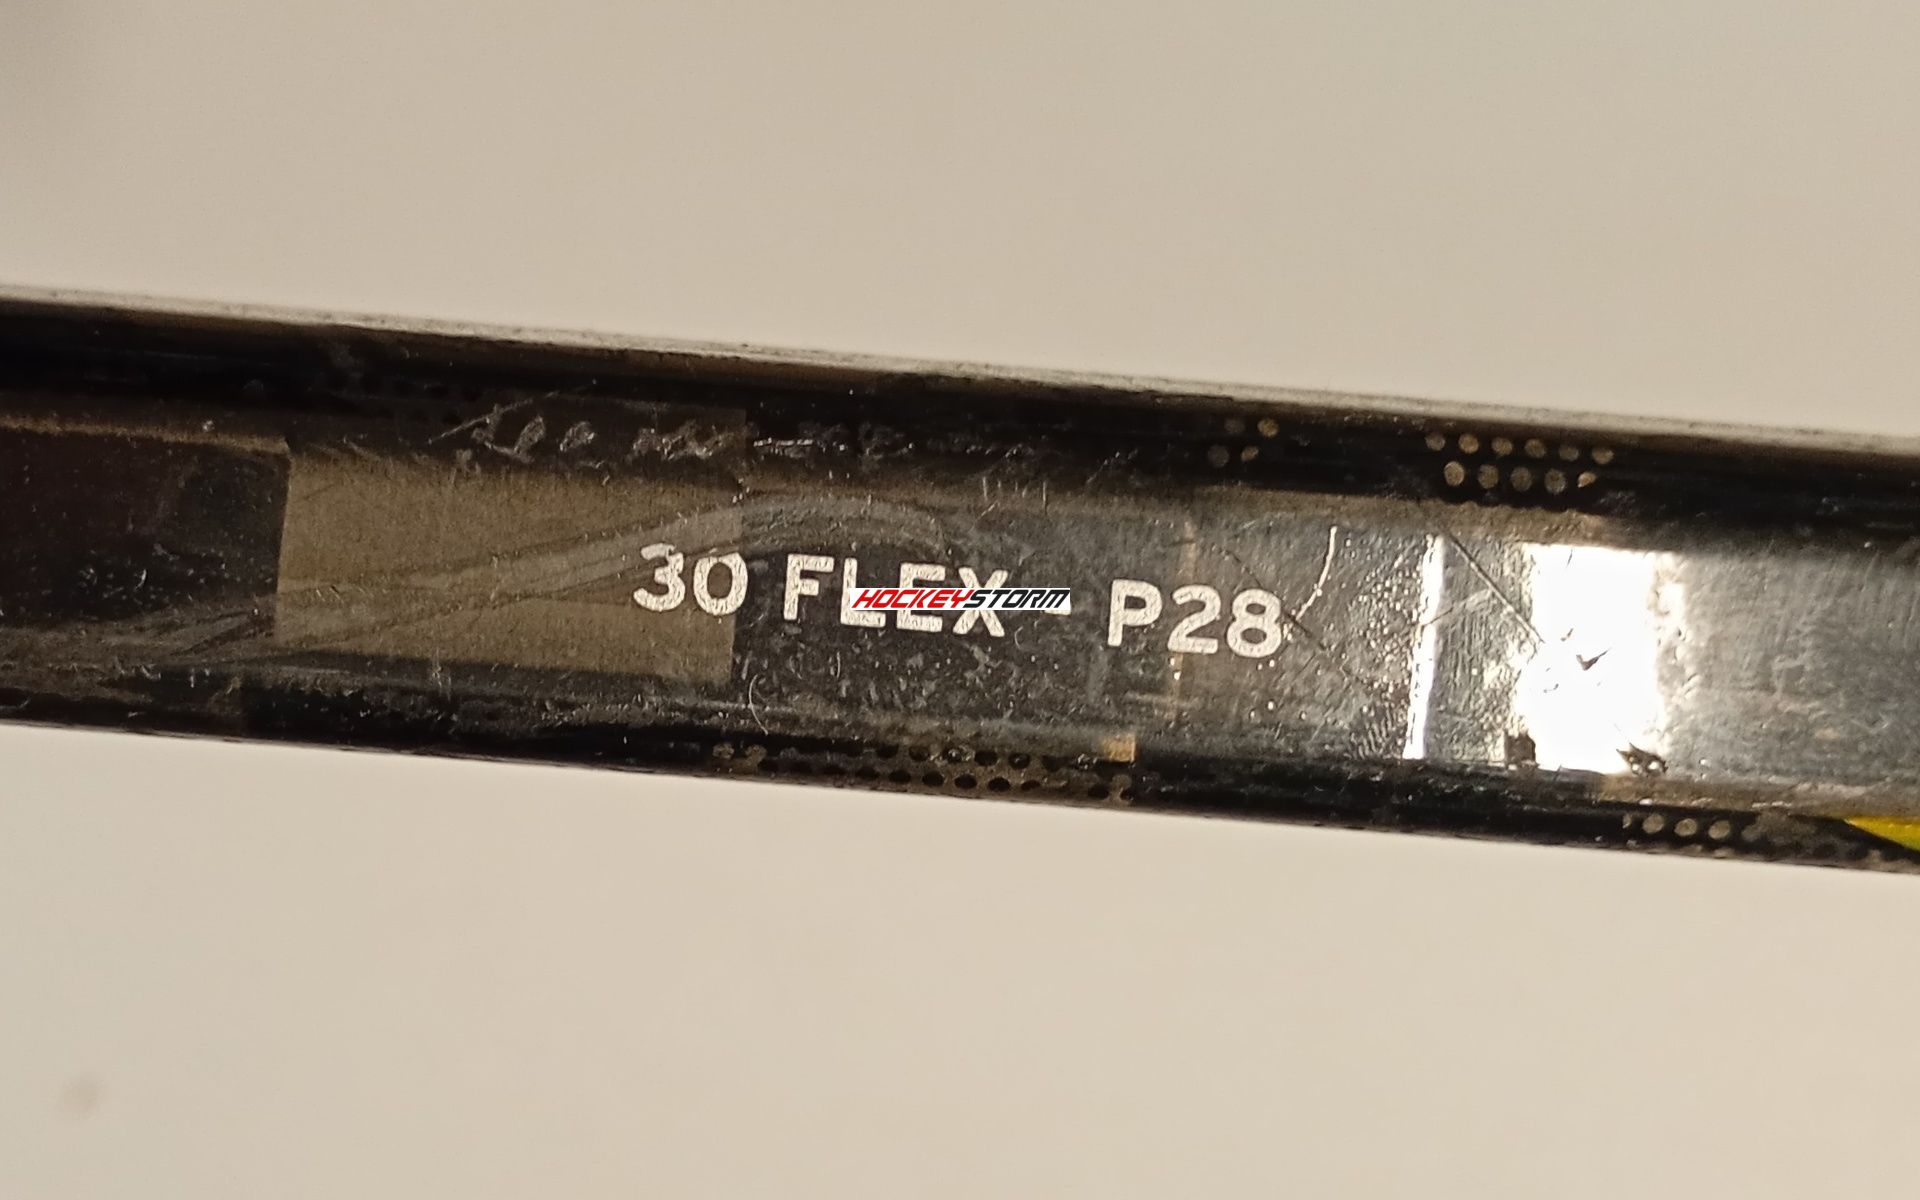 30 FLEX - P28
HOCKEYSTORM